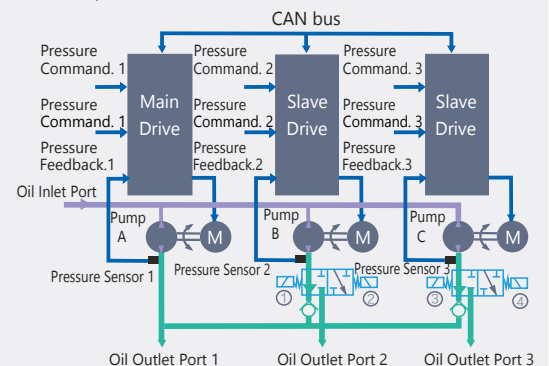 CAN bus
Pressure
Command. 1
Pressure
Command. 2
Pressure
Command. 3
Main
Drive
Slave
Drive
Slave
Drive
Pressure
Command. 1
Pressure
Command. 2
Pressure
Command. 3
Pressure
Feedback.1
Pressure
Feedback.2
Pressure
Feedback.3
Oil Inlet Port
Pump
A
M
Pump
B
M
Pump
C
M
Pressure Sensor 1
Pressure Sensor 2
Pressure Sensor 3
①
②
③
④
Oil Outlet Port 1
Oil Outlet Port 2
Oil Outlet Port 3